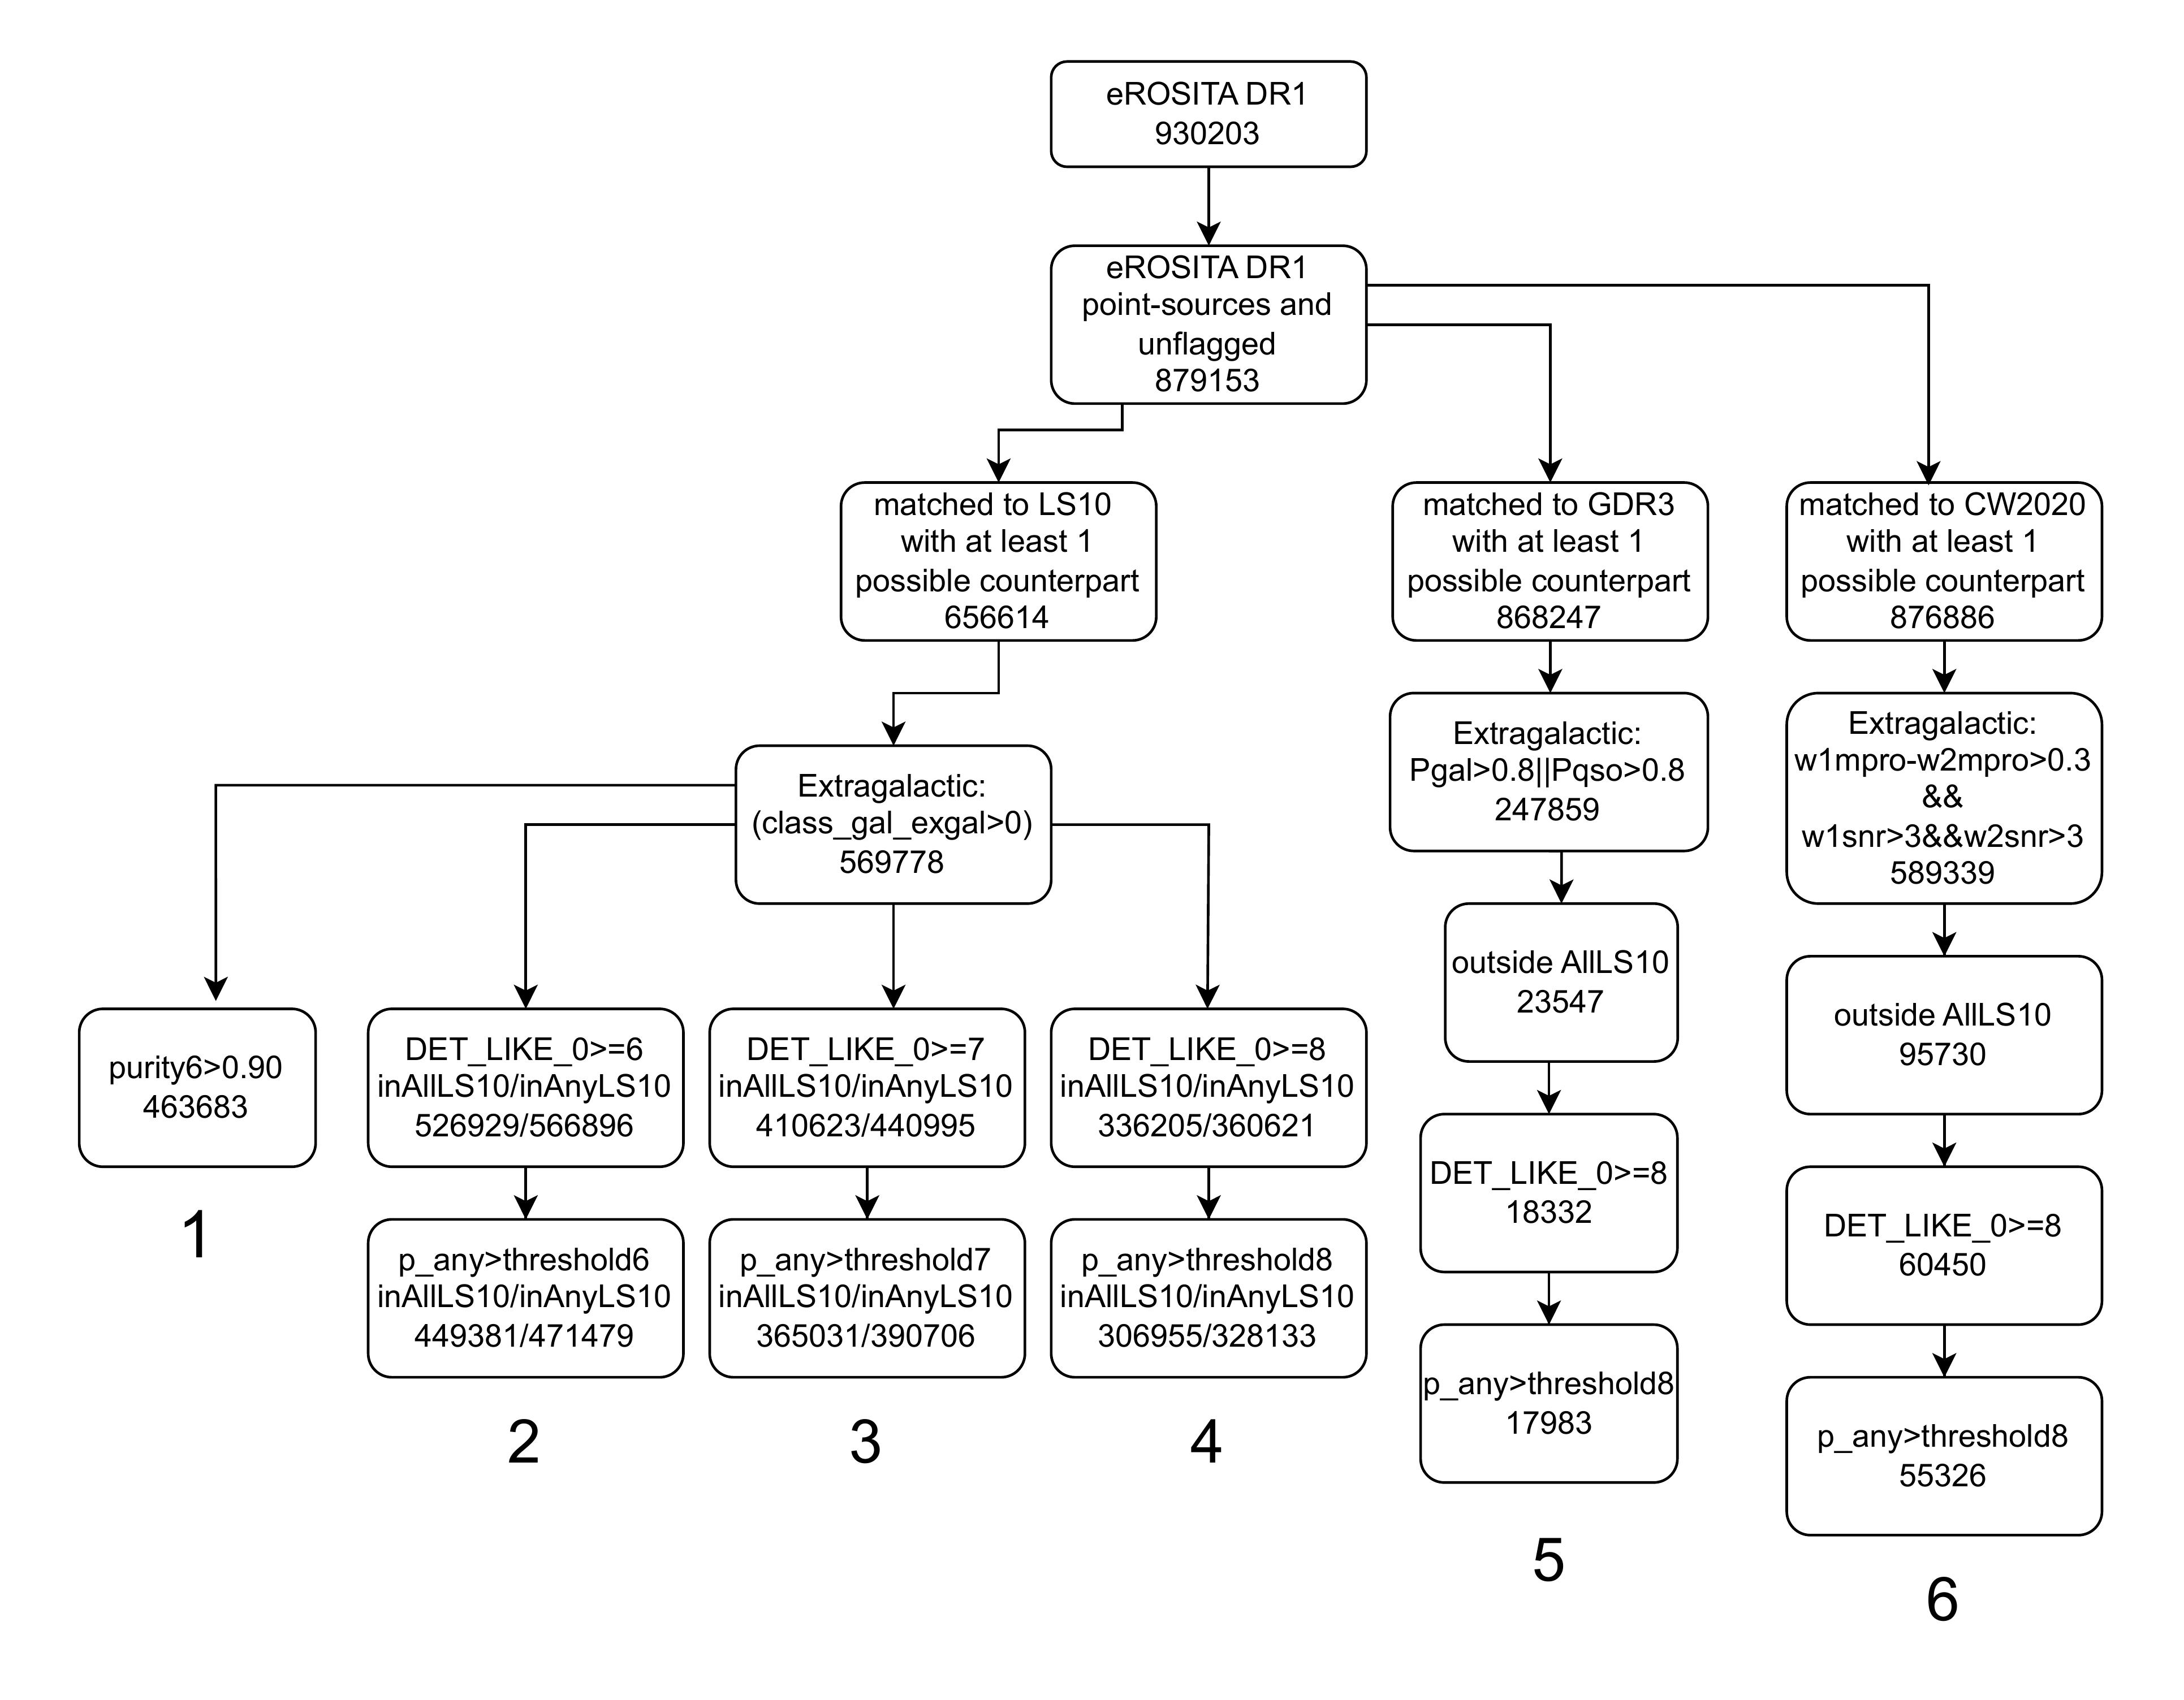 eROSITA DR1
930203
eROSITA DR1
point-sources and
unflagged
879153
matched to LS10
with at least 1
possible counterpart
656614
matched to GDR3
with at least 1
possible counterpart
868247
matched to CW2020
with at least 1
possible counterpart
876886
Extragalactic:
(class_gal_exgal>0)
569778
Extragalactic:
Pgal>0.8||Pqso>0.8
247859
Extragalactic:
w1mpro-w2mpro>0.3
&&
w1snr>3&&w2snr>3
589339
purity6>0.90
463683
1
DET_LIKE_0>=6
inAllLS10/inAnyLS10
526929/566896
p_any>threshold6
inAllLS10/inAnyLS10
449381/471479
2
DET_LIKE_0>=7
inAllLS10/inAnyLS10
410623/440995
p_any>threshold7
inAllLS10/inAnyLS10
365031/390706
3
DET_LIKE_0>=8
inAllLS10/inAnyLS10
336205/360621
p_any>threshold8
inAllLS10/inAnyLS10
306955/328133
4
outside AllLS10
23547
DET_LIKE_0>=8
18332
p_any>threshold8
17983
5
outside AllLS10
95730
DET_LIKE_0>=8
60450
p_any>threshold8
55326
6